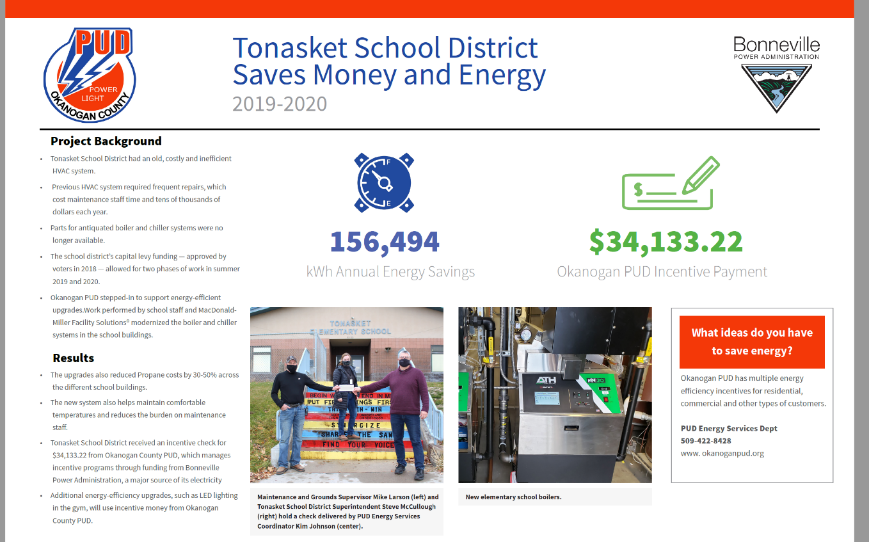 PUD
POWER
LIGHT
OKANOGAN COUNTY
Tonasket School District
Saves Money and Energy
2019-2020
Bonneville
POWER ADMINISTRATION
Project Background
• Tonasket School District had an old, costly and inefficient
HVAC system.
• Previous HVAC system required frequent repairs, which
cost maintenance staff time and tens of thousands of
dollars each year.
• Parts for antiquated boiler and chiller systems were no
longer available.
• The school district's capital levy funding — approved by
voters in 2018 — allowed for two phases of work in summer
2019 and 2020.
• Okanogan PUD stepped-in to support energy-efficient
upgrades.Work performed by school staff and MacDonald-
Miller Facility Solutions® modernized the boiler and chiller
systems in the school buildings.
Results
• The upgrades also reduced Propane costs by 30-50% across
the different school buildings.
• The new system also helps maintain comfortable
temperatures and reduces the burden on maintenance
staff.
• Tonasket School District received an incentive check for
$34,133.22 from Okanogan County PUD, which manages
incentive programs through funding from Bonneville
Power Administration, a major source of its electricity
• Additional energy-efficiency upgrades, such as LED lighting
in the gym, will use incentive money from Okanogan
County PUD.
F
E
156,494
kWh Annual Energy Savings
$
$34,133.22
Okanogan PUD Incentive Payment
TONASKET
ELEMENTARY SCHOOL
PUT FIRST
WIN-WIN
SYNERGIZE
SHARPEN THE SAW
FIND YOUR VOICE
Maintenance and Grounds Supervisor Mike Larson (left) and
Tonasket School District Superintendent Steve McCullough
(right) hold a check delivered by PUD Energy Services
Coordinator Kim Johnson (center).
ATH
New elementary school boilers.
What ideas do you have
to save energy?
Okanogan PUD has multiple energy
efficiency incentives for residential,
commercial and other types of customers.
PUD Energy Services Dept
509-422-8428
www. okanoganpud.org